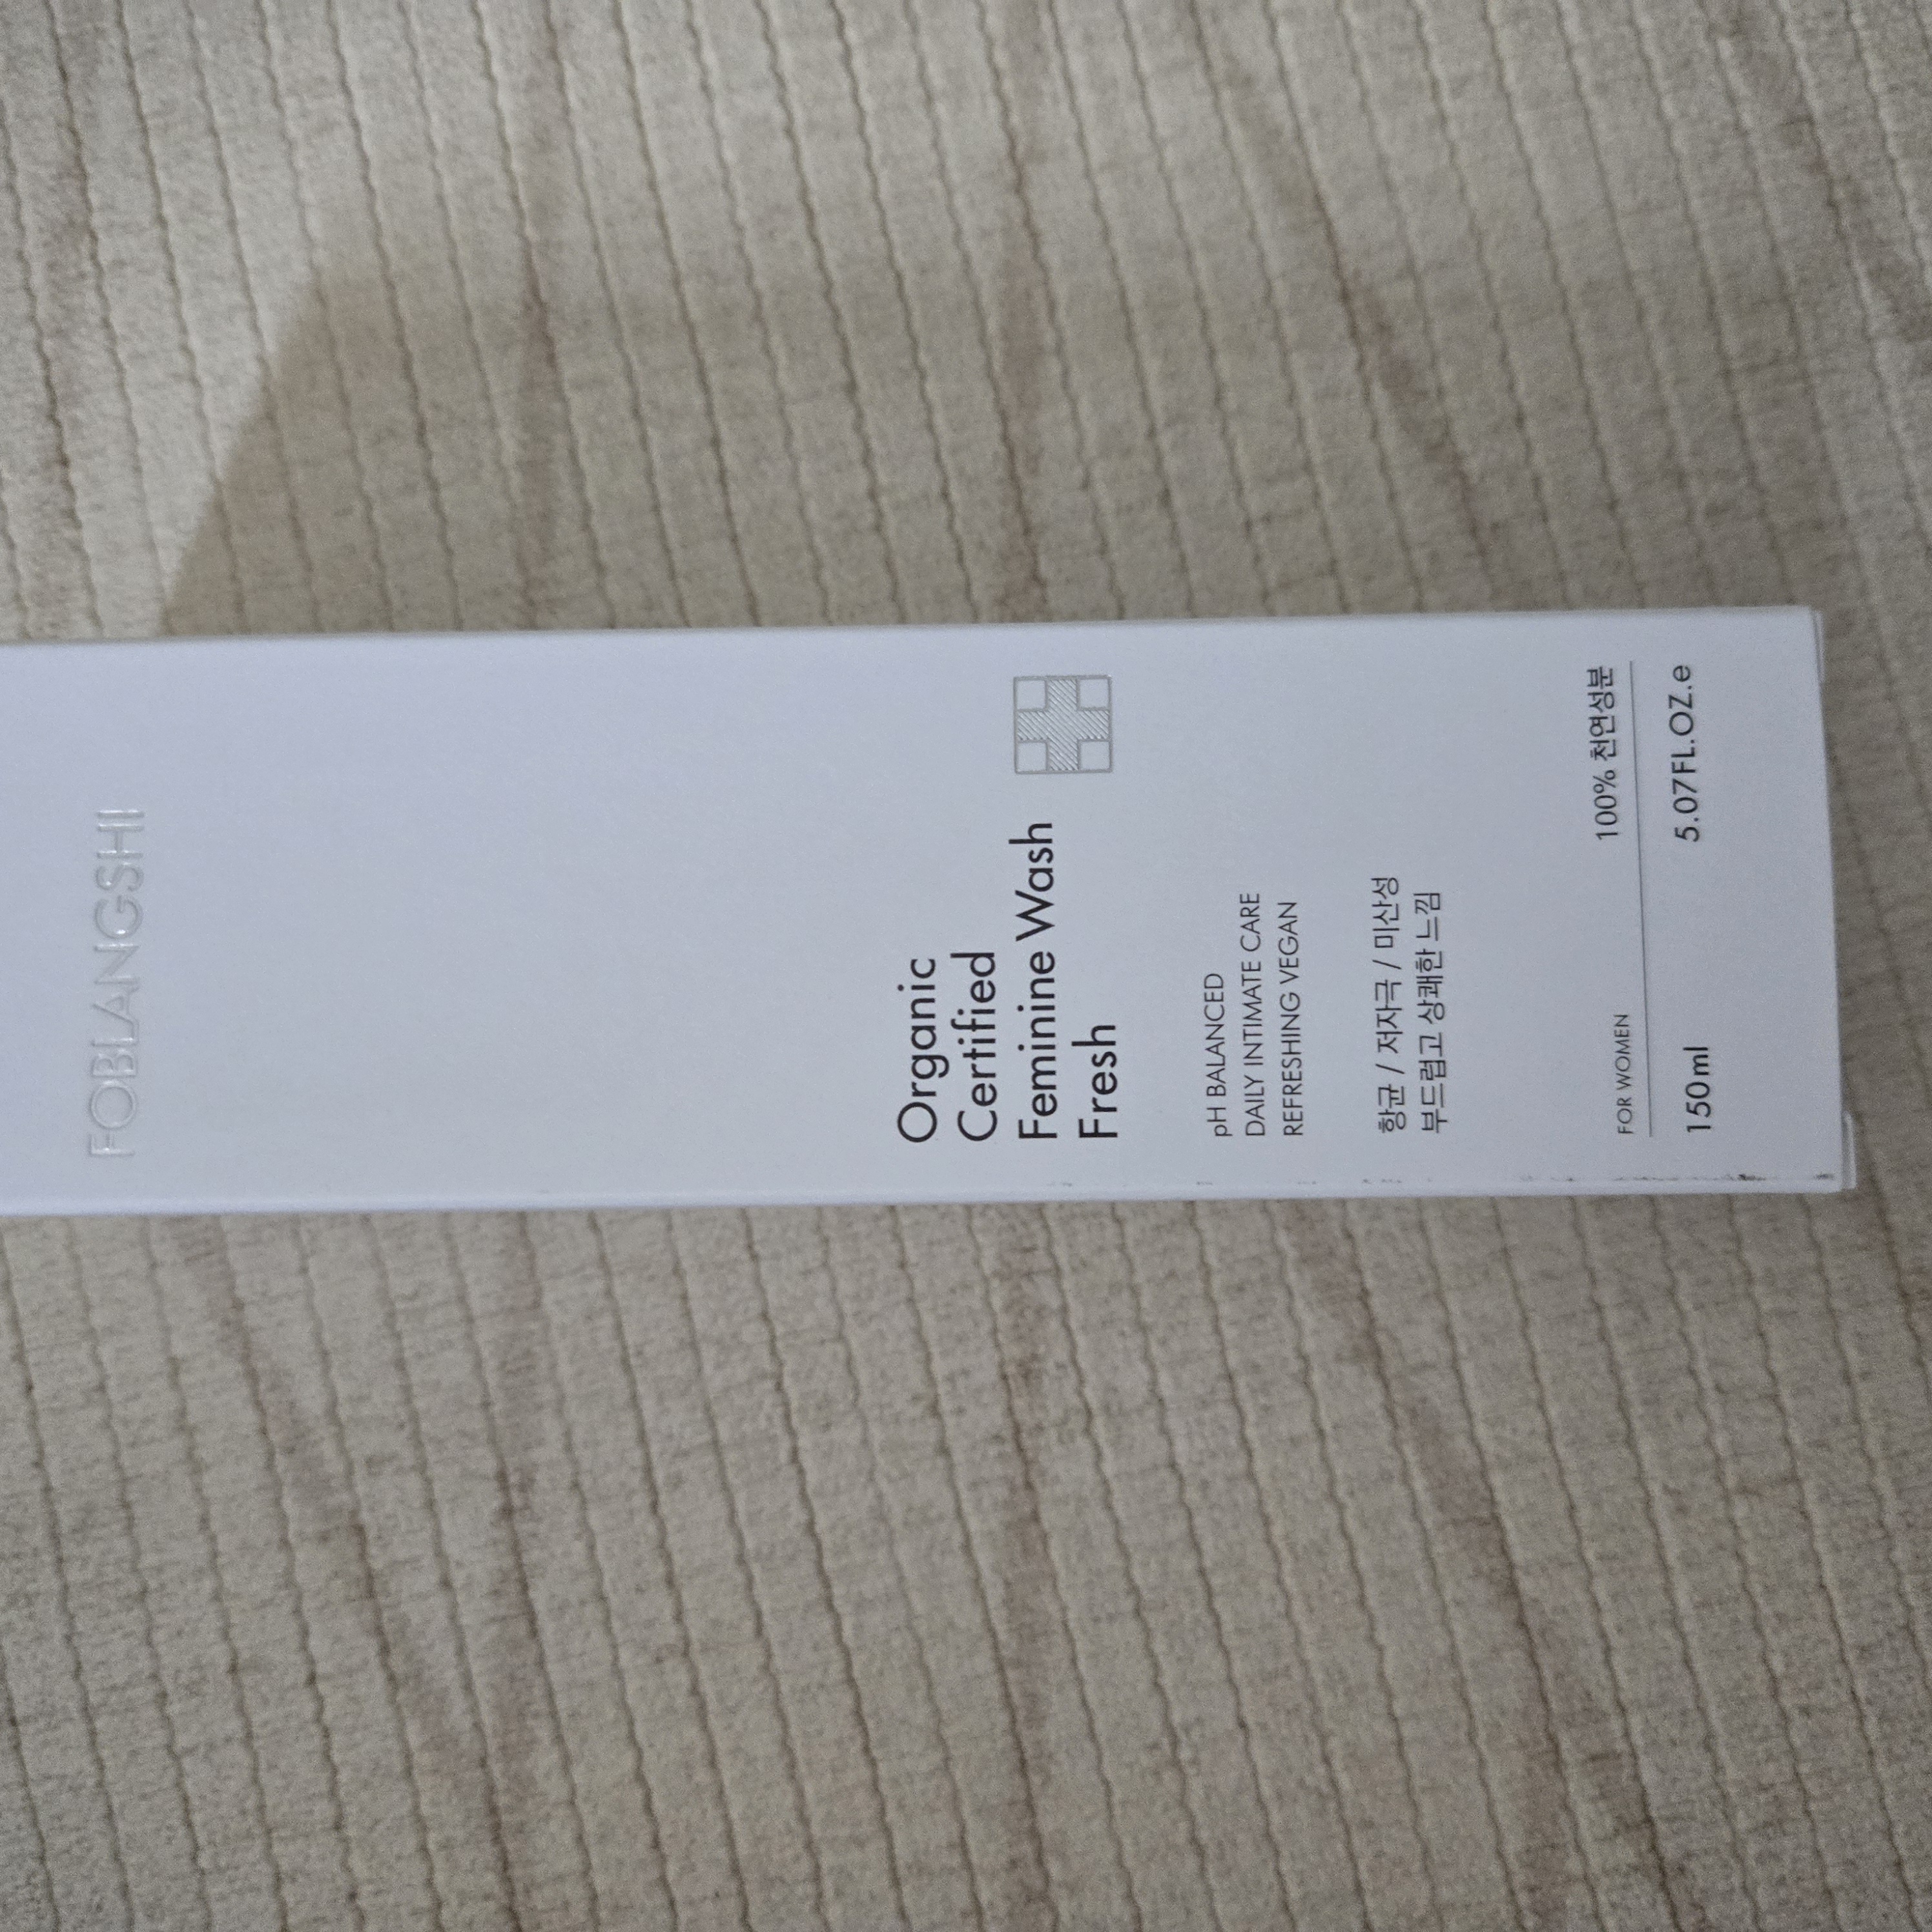 FOBLANGSHI
Organic
Certified
Feminine Wash
Fresh
pH BALANCED
DAILY INTIMATE CARE
REFRESHING VEGAN
항균 / 저자극 / 미산성
부드럽고 상쾌한 느낌
FOR WOMEN 100% 천연성분
150ml 5.07FL.OZ.e